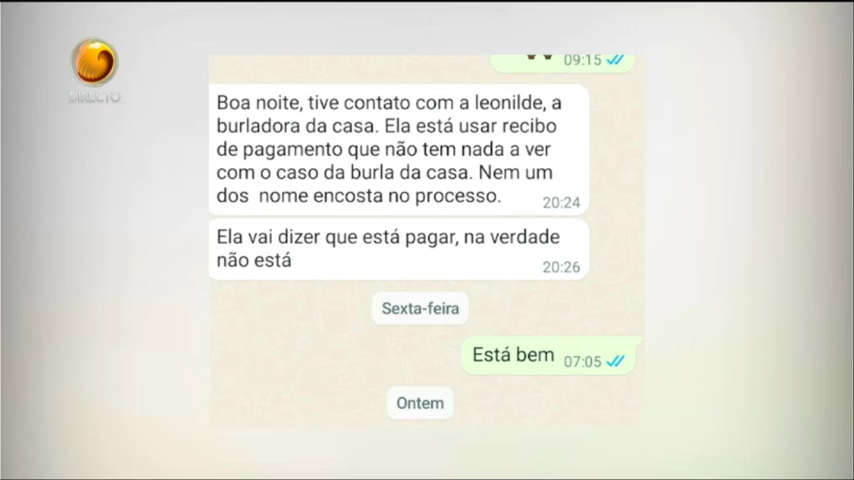 DIRECTO
09:15
Boa noite, tive contato com a leonilde, a
burladora da casa. Ela está usar recibo
de pagamento que não tem nada a ver
com o caso da burla da casa. Nem um
dos nome encosta no processo.
20:24
Ela vai dizer que está pagar, na verdade
não está
20:26
Sexta-feira
Está bem 07:05
Ontem